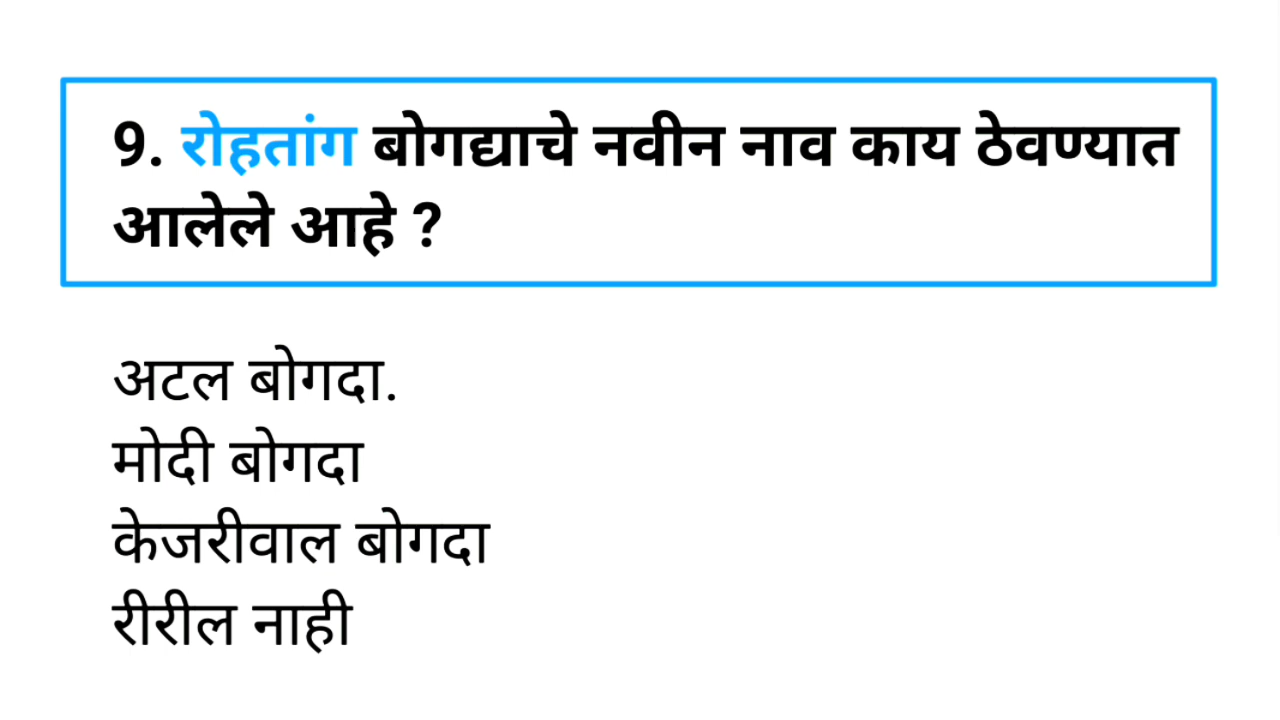 9. रोहतांग बोगद्याचे नवीन नाव काय ठेवण्यात
आलेले आहे ?
अटल बोगदा.
मोदी बोगदा
केजरीवाल बोगदा
रीरील नाही